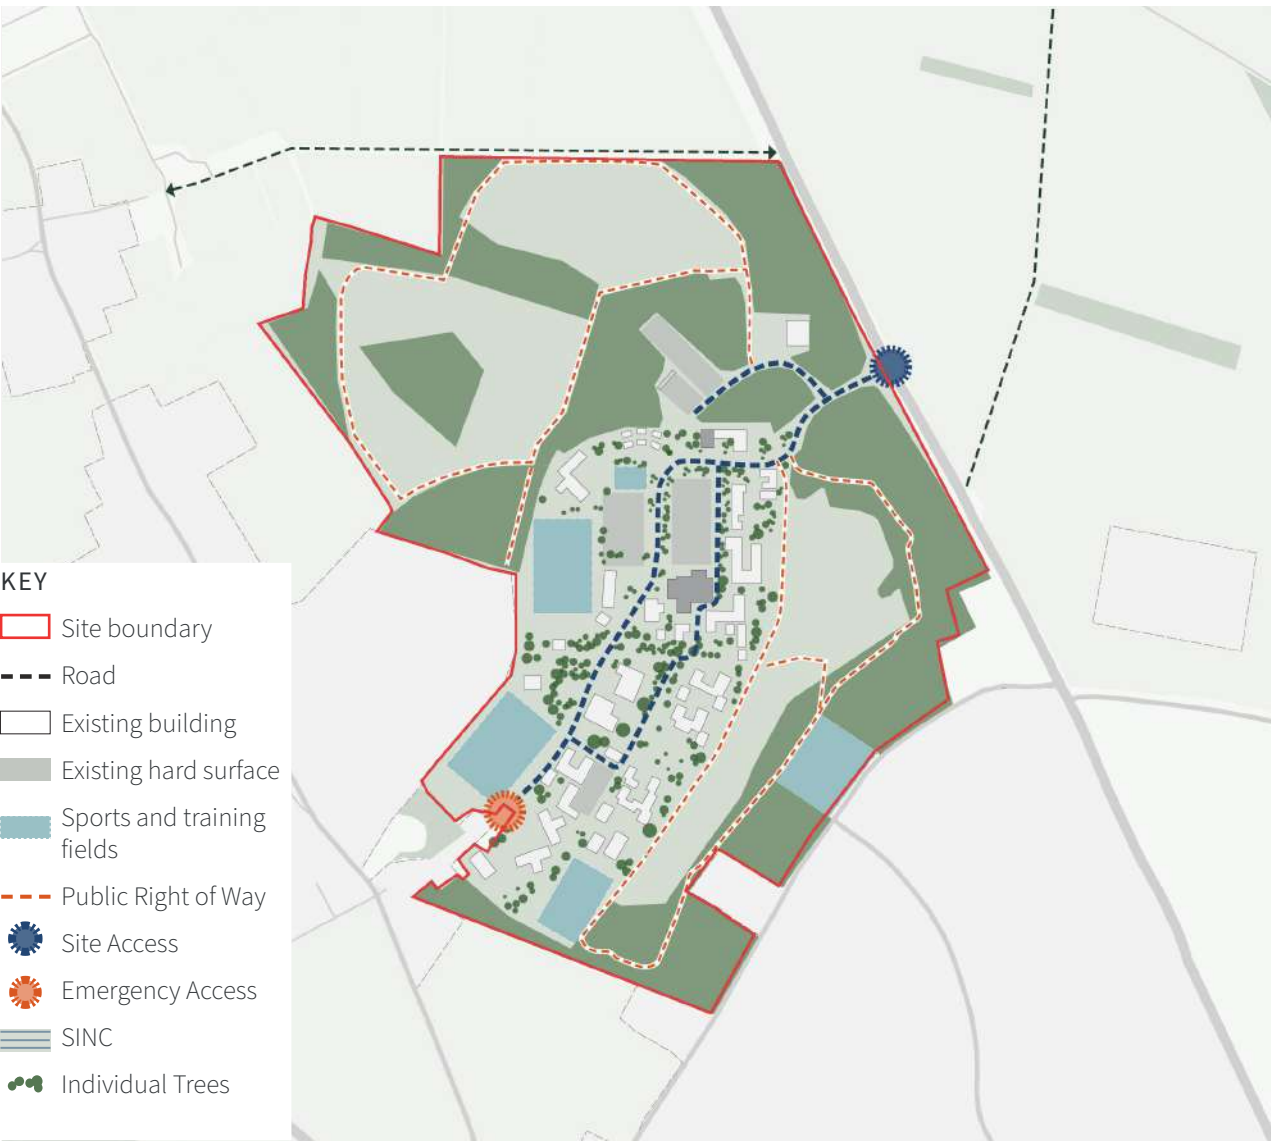 KEY
Site boundary
Road
Existing building
Existing hard surface
Sports and training
fields
Public Right of Way
Site Access
Emergency Access
SINC
Individual Trees